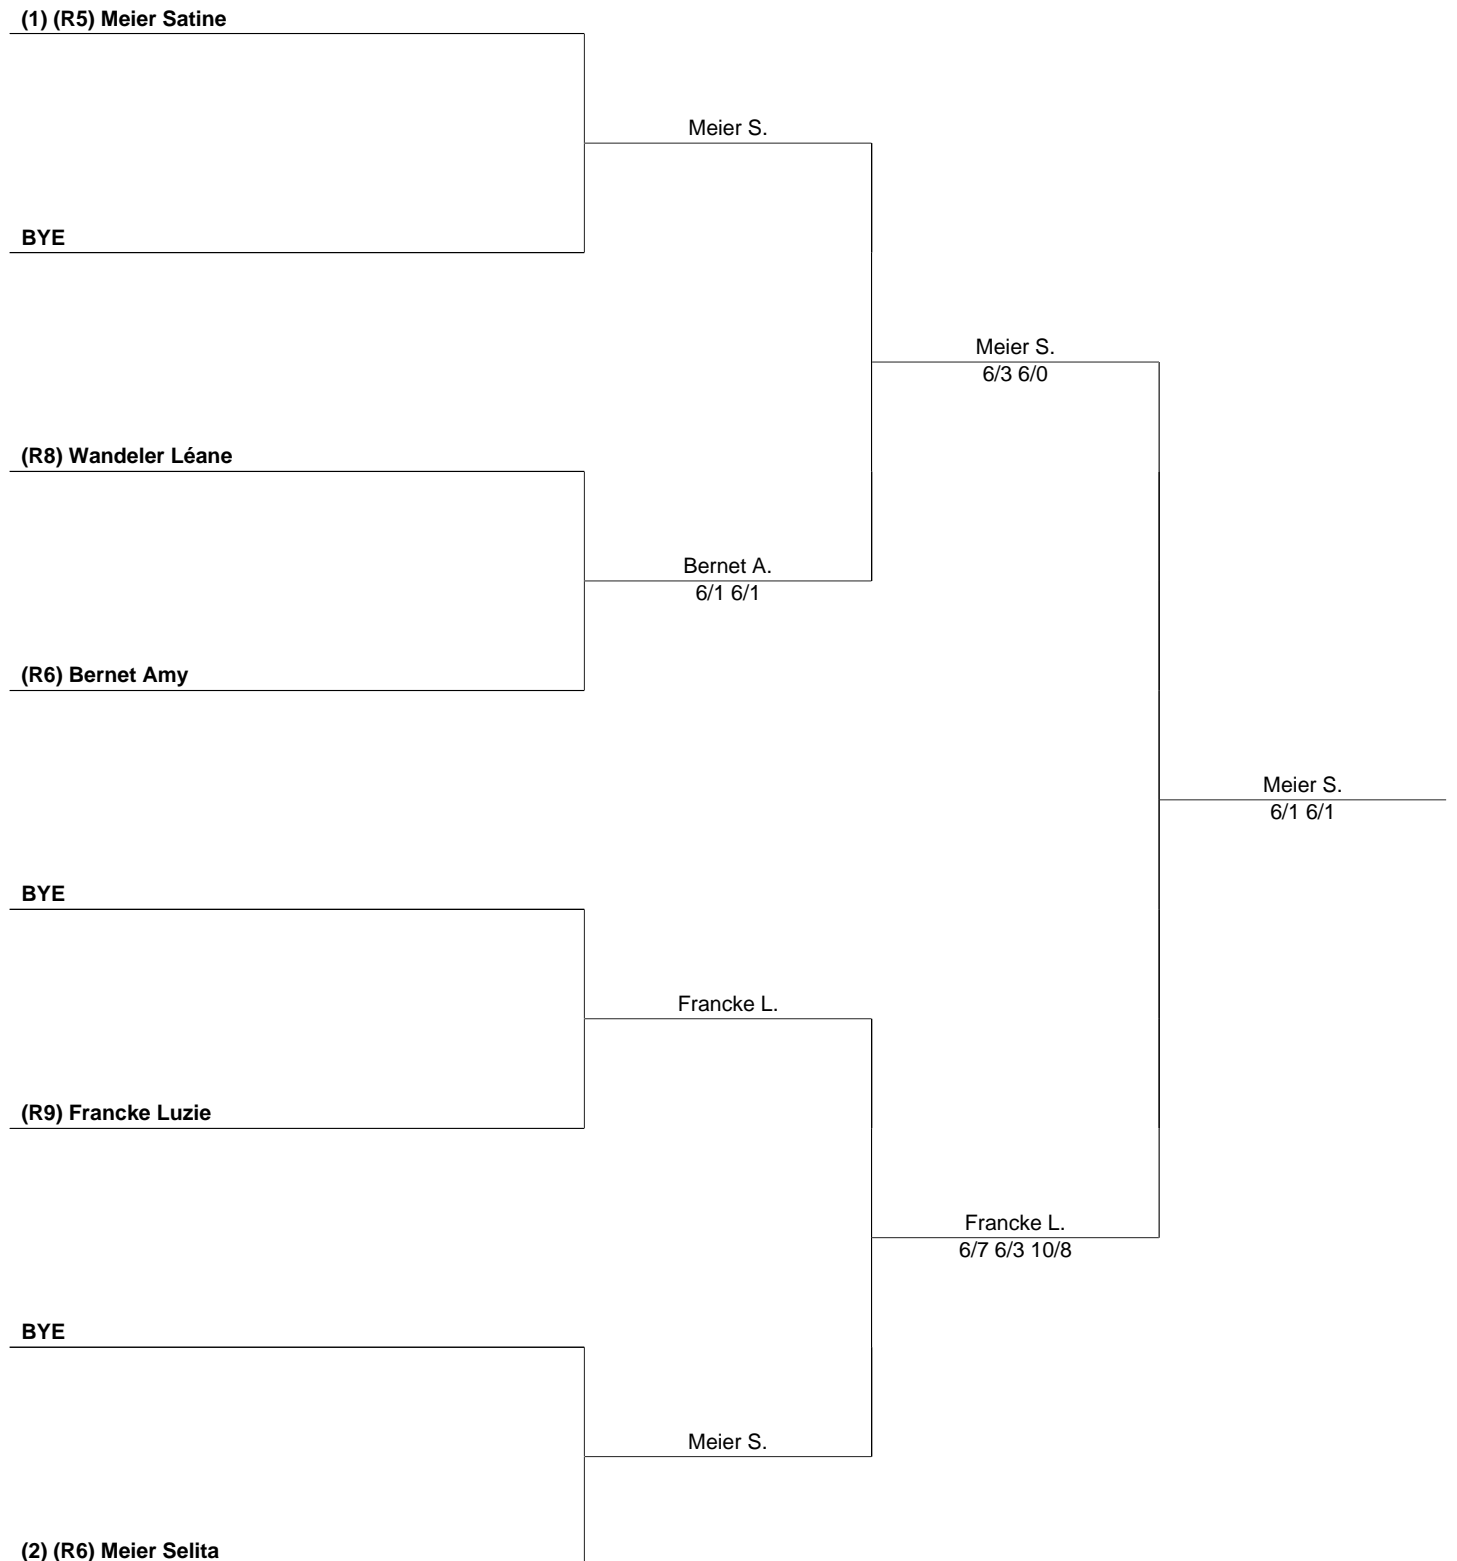 (1) (R5) Meier Satine
Meier S.
BYE
Meier S.
6/3 6/0
(R8) Wandeler Léane
Bernet A.
6/1 6/1
(R6) Bernet Amy
Meier S.
6/1 6/1
BYE
Francke L.
(R9) Francke Luzie
Francke L.
6/7 6/3 10/8
BYE
Meier S.
(2) (R6) Meier Selita